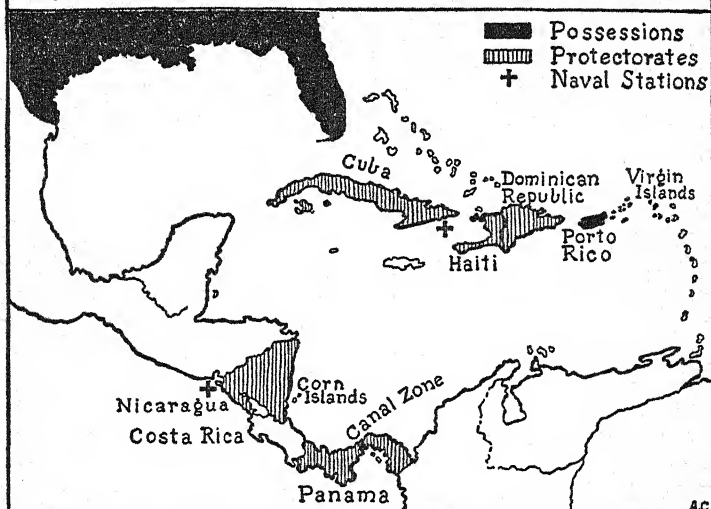 Possessions
Protectorates
Naval Stations
Cuba
Dominican
Republic
Virgin
Islands
Haiti
Porto
Rico
Nicaragua
Corn
Islands
Costa Rica
Canal Zone
Panama
AC